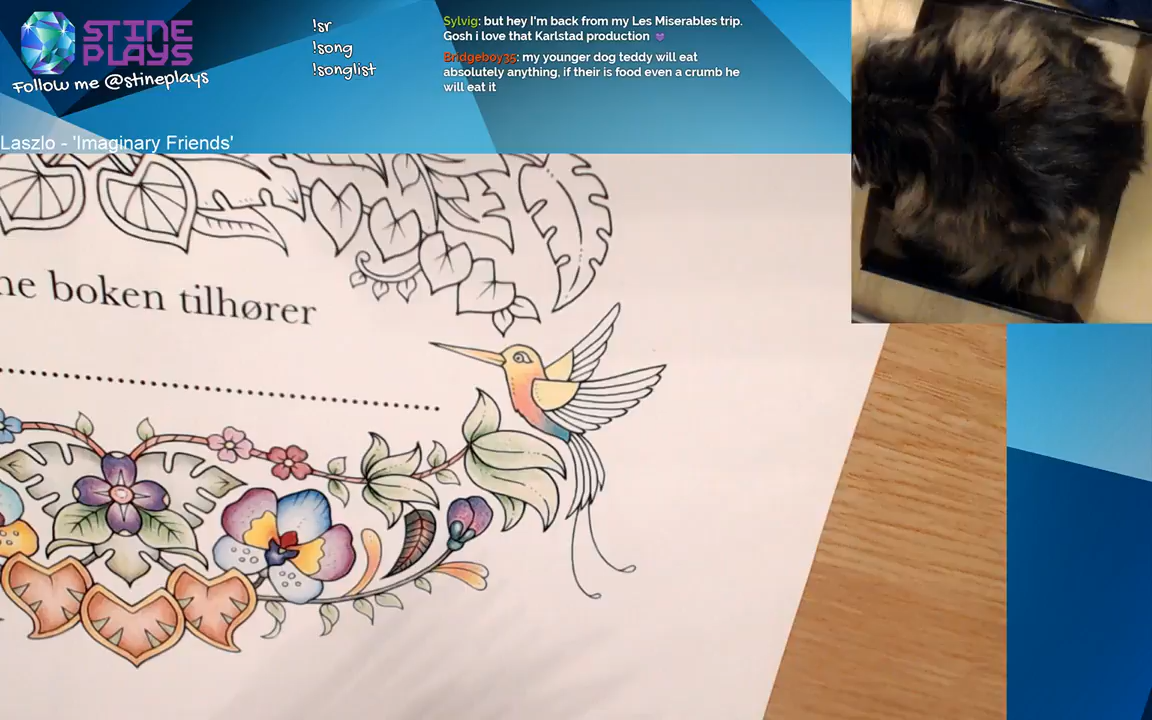 STINE
PLAYS
Follow me @stineplays
!sr
!song
!songlist
Sylvig: but hey I'm back from my Les Miserables trip.
Gosh i love that Karlstad production
Bridgeboy35: my younger dog teddy will eat
absolutely anything, if their is food even a crumb he
will eat it
Laszlo - 'Imaginary Friends'
ne boken tilhører